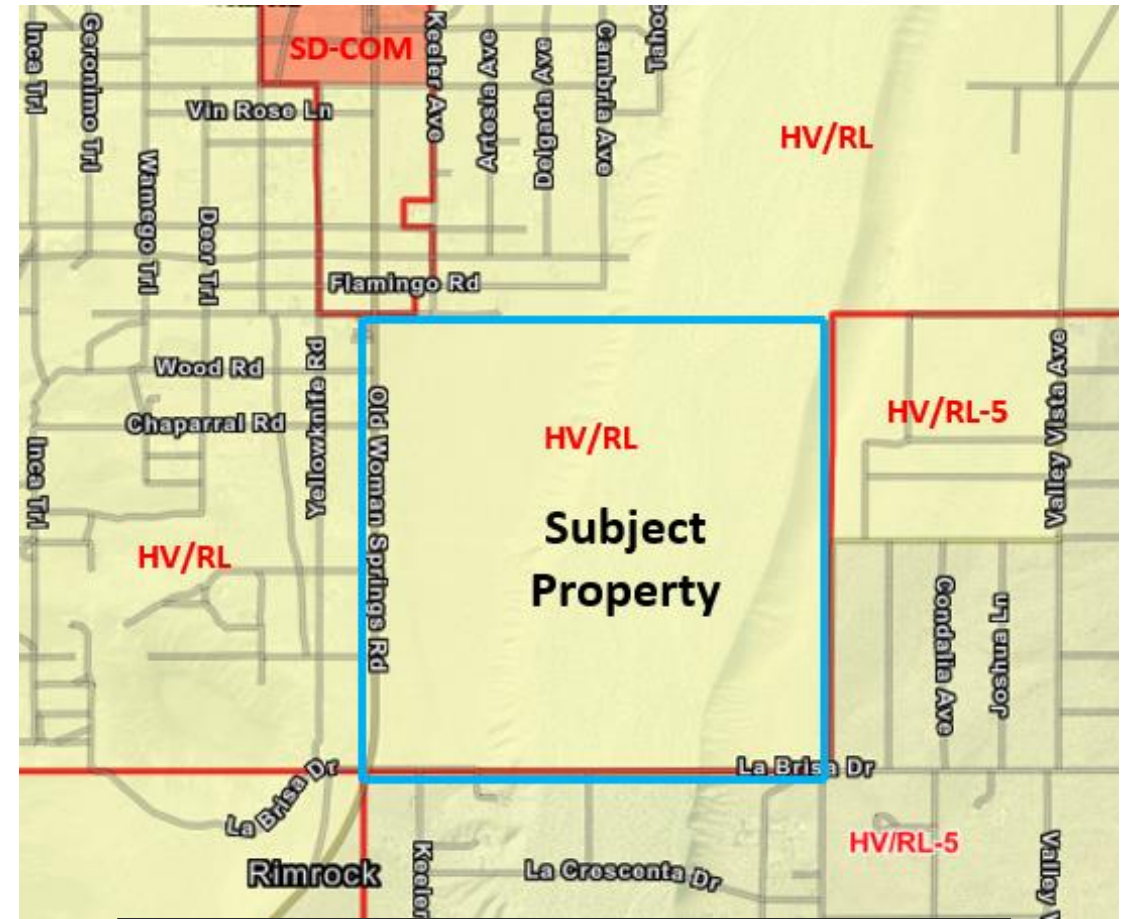 Inca Trl
Geronimo Trl
SD-COM
Keeler Ave
Artesia Ave
Delgada Ave
Cambria Ave
Vin Rose Ln
HV/RL
Wamego Trl
Deer Trl
Flamingo Rd
Wood Rd
Yellowknife Rd
Chaparral Rd
Old Woman Springs Rd
HV/RL
HV/RL-5
Valley Vista Ave
Inca Trl
Subject
Property
HV/RL
Condalia Ave
Joshua Ln
La Brisa Dr
La Brisa Dr
Rimrock
Keeler
La Crescenta Dr
HV/RL-5
Valley